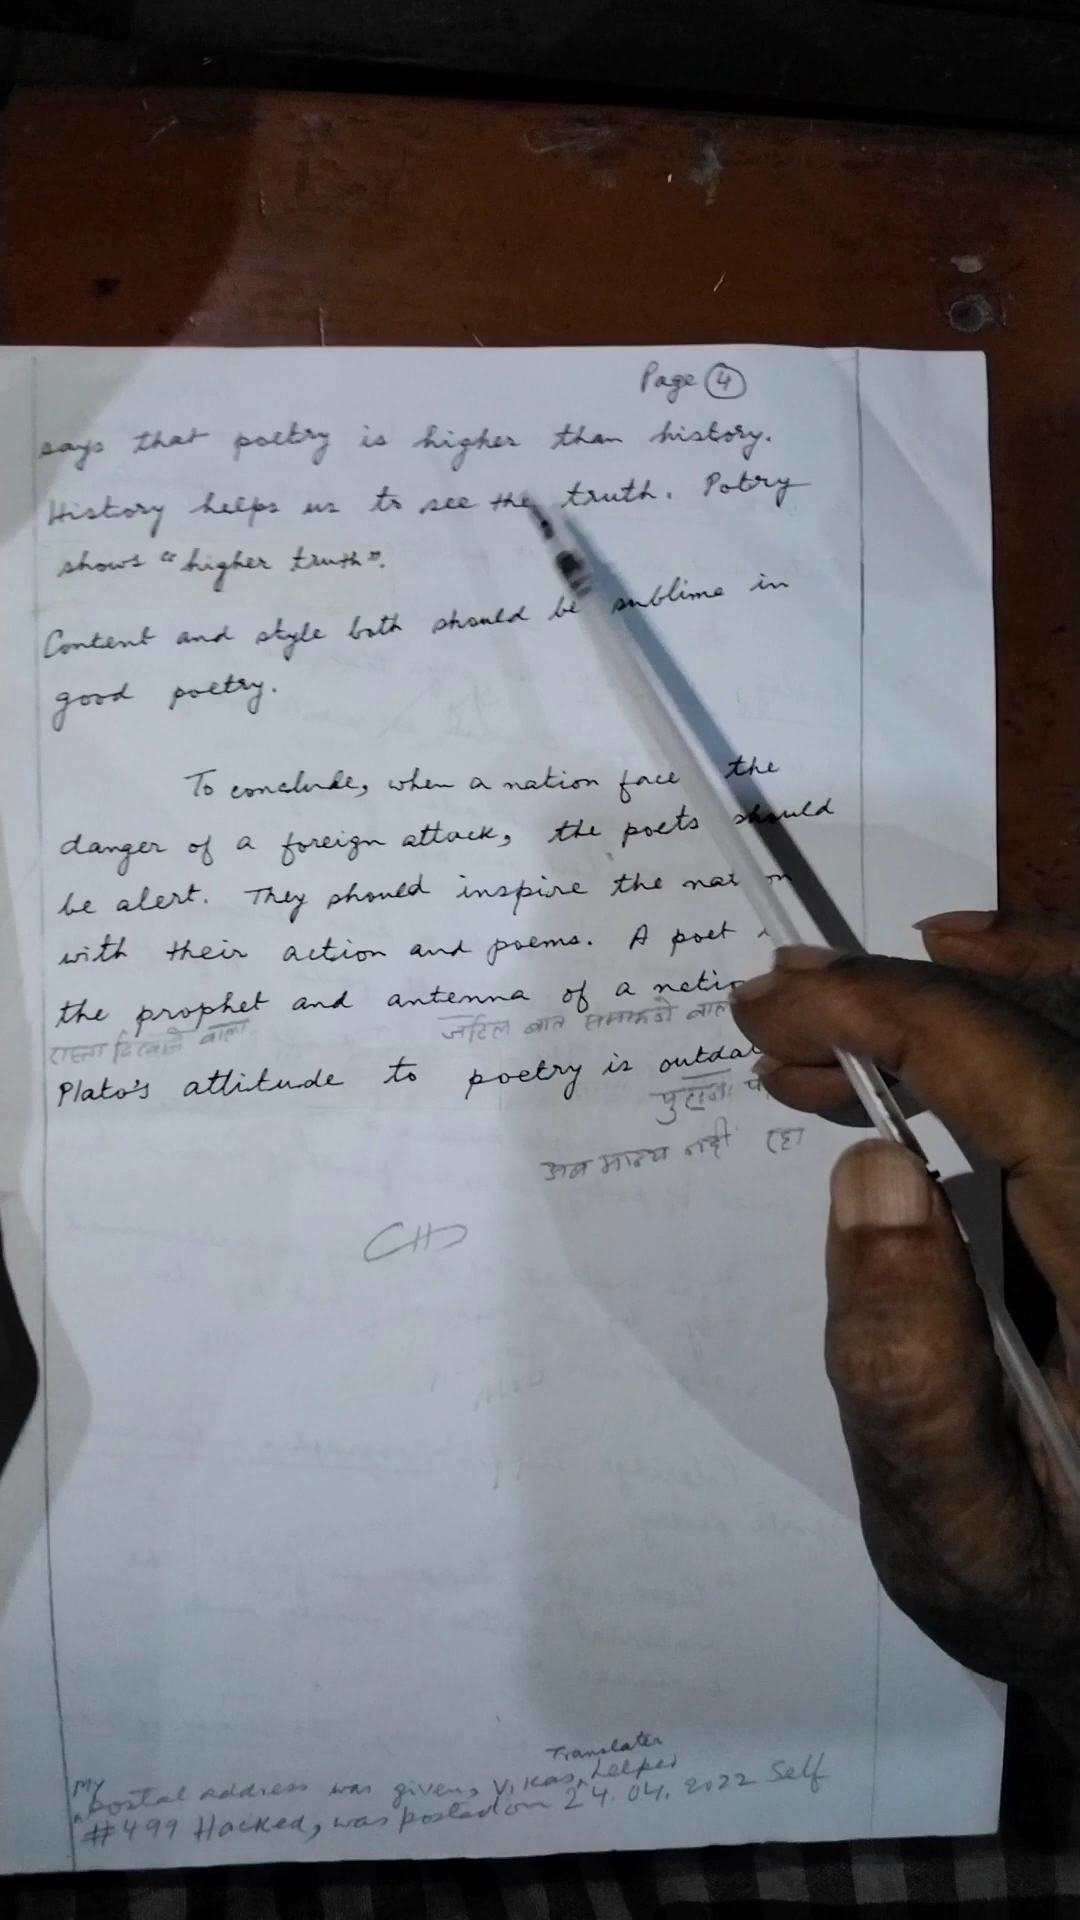 Page 4
says that poetry is higher than history.
History helps us to see the truth. Potry
shows "higher truth".
Content and style both should be sublime in
good poetry.
To conclude, when a nation face the
danger of a foreign attack, the poets should
be alert. They should inspire the nation
with their action and poems. A poet
the prophet and antenna of a
रास्ता दिखाने वाला जटिल बात समझने
Plato's attitude to poetry is
अब मान्य नहीं रहा
Translater
My postal address was given, Vikas, helper
#499 Hacked, was posted on 24.04.2022 Self